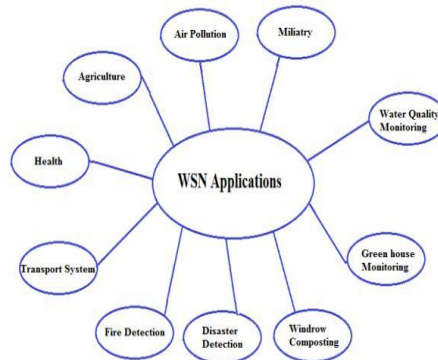 Air Pollution
Miliatry
Agriculture
Water Quality
Monitoring
Health
WSN Applications
Transport System
Green house
Monitoring
Fire Detection
Disaster
Detection
Windrow
Composting